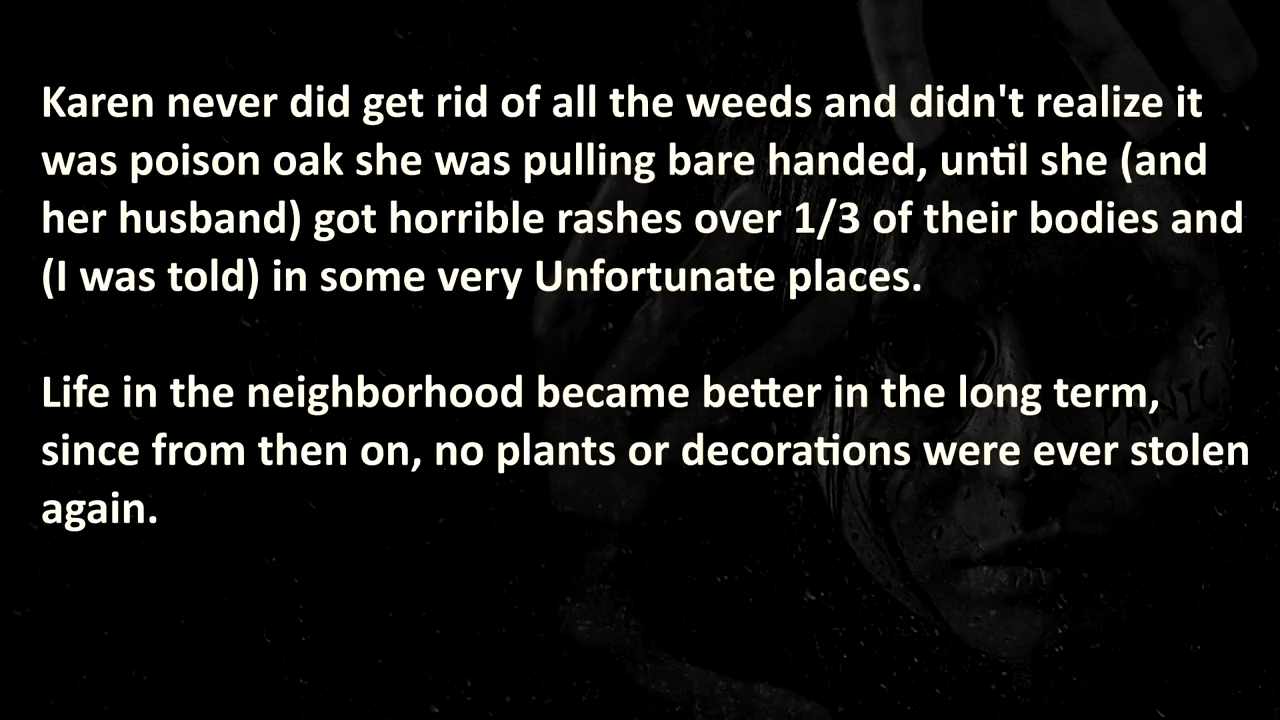 Karen never did get rid of all the weeds and didn't realize it
was poison oak she was pulling bare handed, until she (and
her husband) got horrible rashes over 1/3 of their bodies and
(I was told) in some very Unfortunate places.
Life in the neighborhood became better in the long term,
since from then on, no plants or decorations were ever stolen
again.